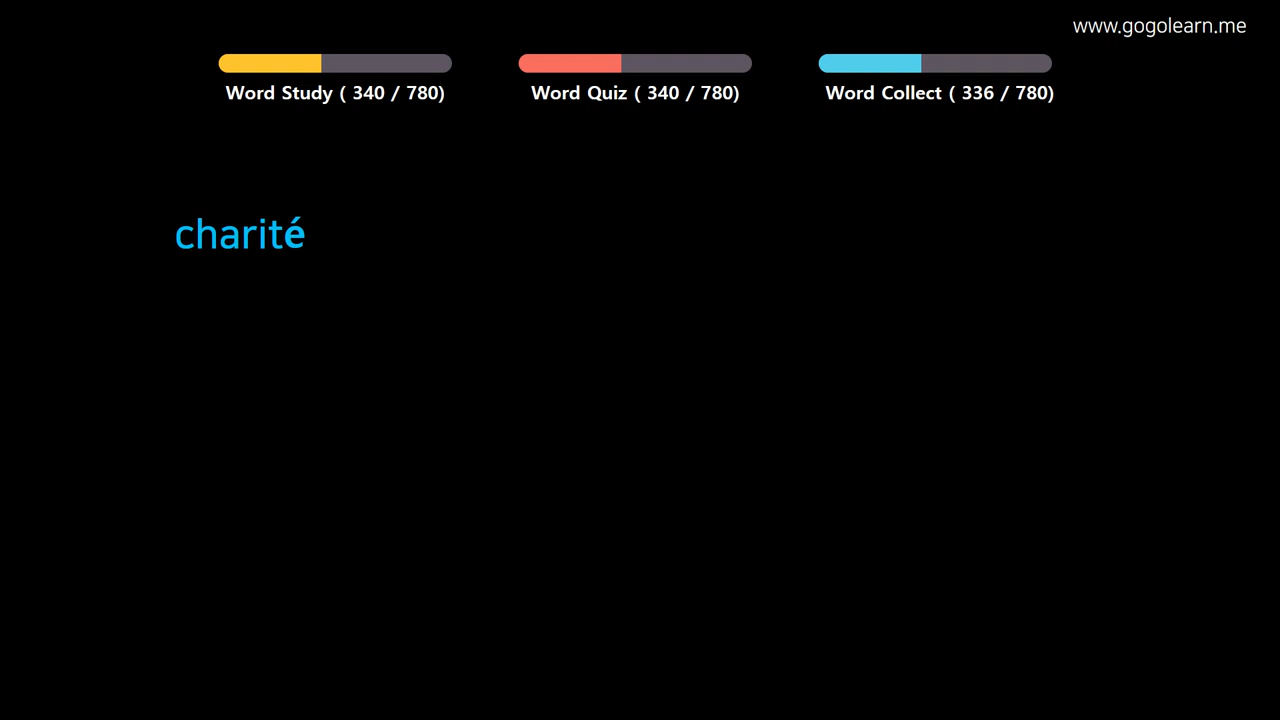 www.gogolearn.me
Word Study ( 340 / 780)
Word Quiz ( 340 / 780)
Word Collect ( 336 / 780)
charité